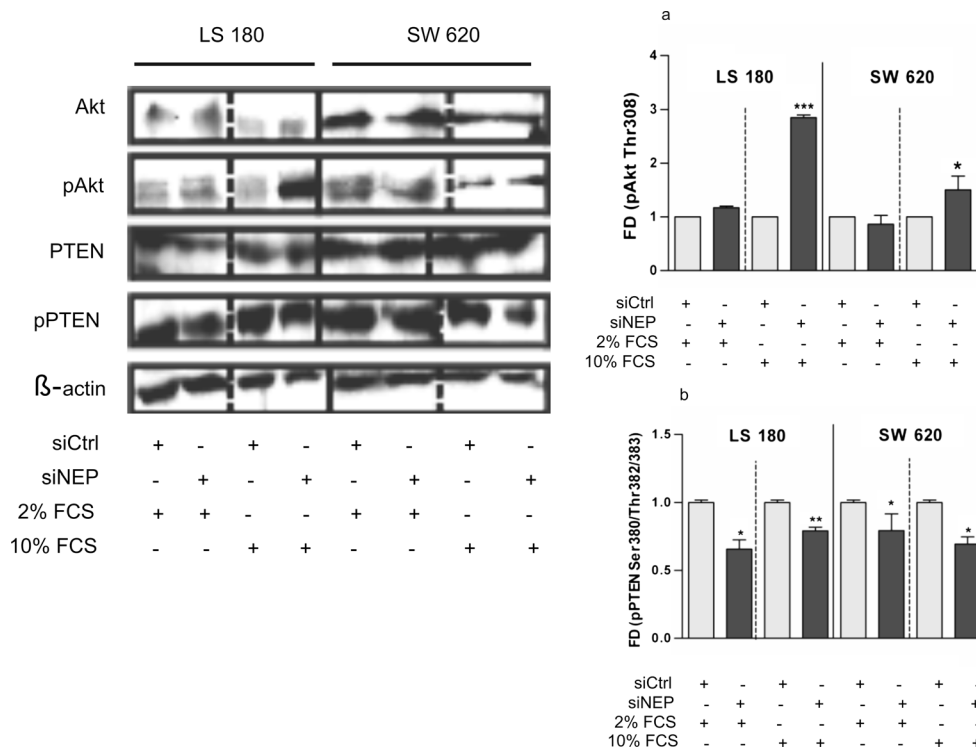 LS 180 SW 620
Akt
pAkt
PTEN
pPTEN
ß-actin
siCtrl + - + - + - + -
siNEP - + - + - + - +
2% FCS + + - - + + - -
10% FCS - - + + - - + +
a
FD (pAkt Thr308)
4
3
2
1
0
LS 180 SW 620
***
*
siCtrl + - + - + - + -
siNEP - + - + - + - +
2% FCS + + - - + + - -
10% FCS - - + + - - + +
b
FD (pPTEN Ser380/Thr382/383)
1.5
1.0
0.5
0.0
LS 180 SW 620
* ** * *
siCtrl + - + - + - + -
siNEP - + - + - + - +
2% FCS + + - - + + - -
10% FCS - - + + - - + +